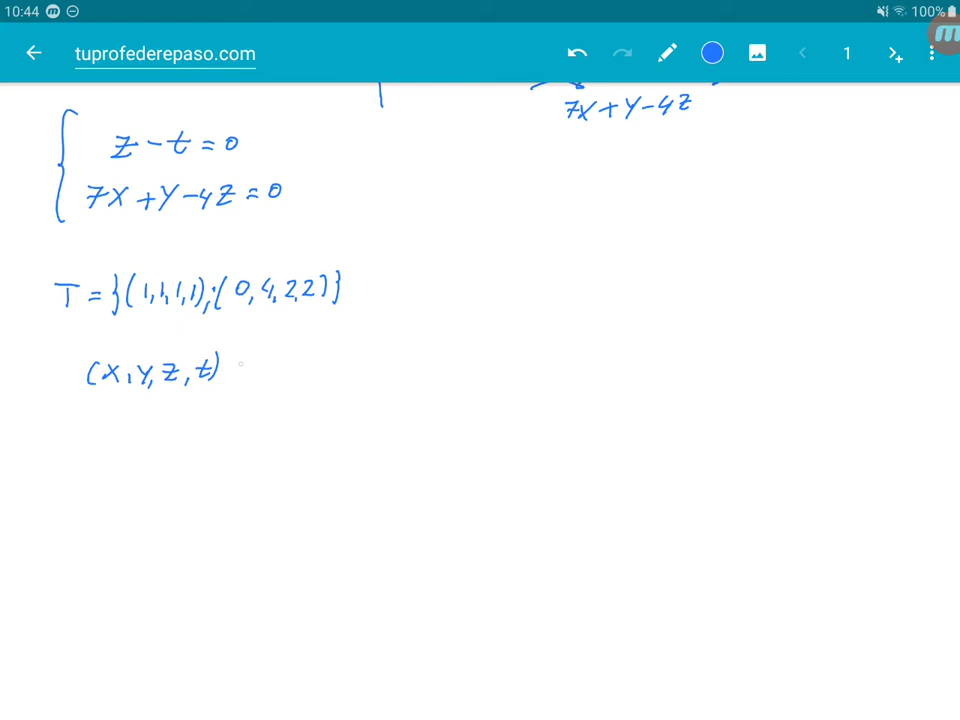 10:44 100%
tuprofederepaso.com 1
7x+y-4z
z-t=0
7x+y-4z=0
T={(1,1,1,1);(0,4,2,2)}
(x,y,z,t)